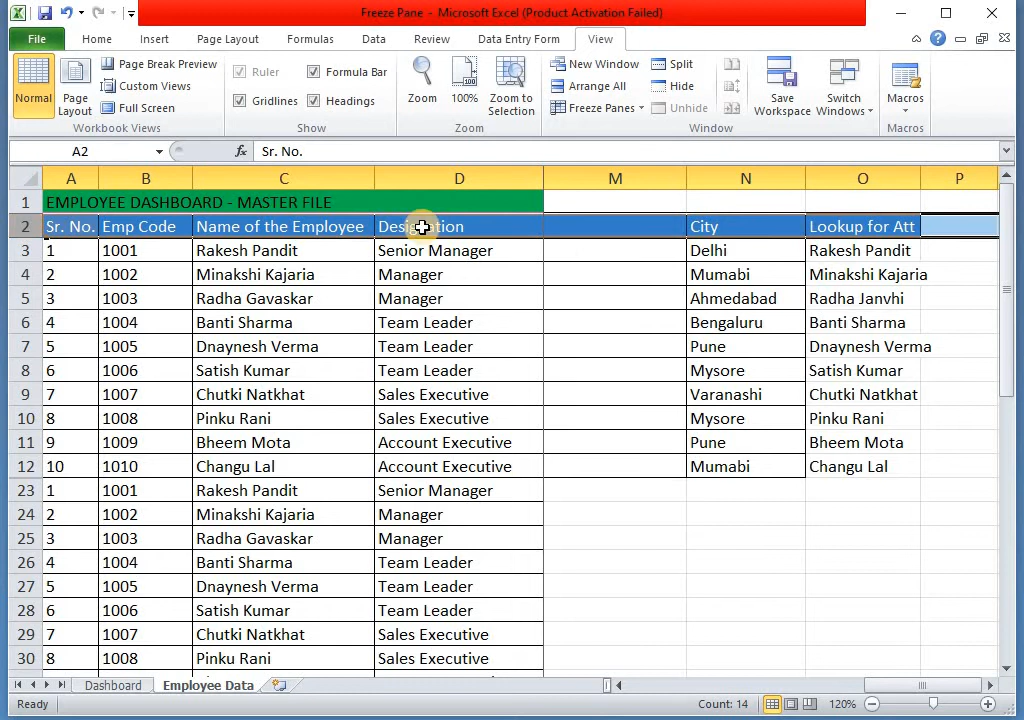 Freeze Pane - Microsoft Excel (Product Activation Failed)
File Home Insert Page Layout Formulas Data Review Data Entry Form View
Normal Page Layout Page Break Preview Custom Views Full Screen
Workbook Views
Ruler Formula Bar
Gridlines Headings
Show
Zoom 100% Zoom to Selection
Zoom
New Window Arrange All Freeze Panes Split Hide Unhide
Save Workspace Switch Windows
Window
Macros
Macros
A2 fx Sr. No.
A B C D M N O P
1 EMPLOYEE DASHBOARD - MASTER FILE
2 Sr. No. Emp Code Name of the Employee Designation City Lookup for Att
3 1 1001 Rakesh Pandit Senior Manager Delhi Rakesh Pandit
4 2 1002 Minakshi Kajaria Manager Mumabi Minakshi Kajaria
5 3 1003 Radha Gavaskar Manager Ahmedabad Radha Janvhi
6 4 1004 Banti Sharma Team Leader Bengaluru Banti Sharma
7 5 1005 Dnaynesh Verma Team Leader Pune Dnaynesh Verma
8 6 1006 Satish Kumar Team Leader Mysore Satish Kumar
9 7 1007 Chutki Natkhat Sales Executive Varanashi Chutki Natkhat
10 8 1008 Pinku Rani Sales Executive Mysore Pinku Rani
11 9 1009 Bheem Mota Account Executive Pune Bheem Mota
12 10 1010 Changu Lal Account Executive Mumabi Changu Lal
23 1 1001 Rakesh Pandit Senior Manager
24 2 1002 Minakshi Kajaria Manager
25 3 1003 Radha Gavaskar Manager
26 4 1004 Banti Sharma Team Leader
27 5 1005 Dnaynesh Verma Team Leader
28 6 1006 Satish Kumar Team Leader
29 7 1007 Chutki Natkhat Sales Executive
30 8 1008 Pinku Rani Sales Executive
Dashboard Employee Data
Ready Count: 14 120%